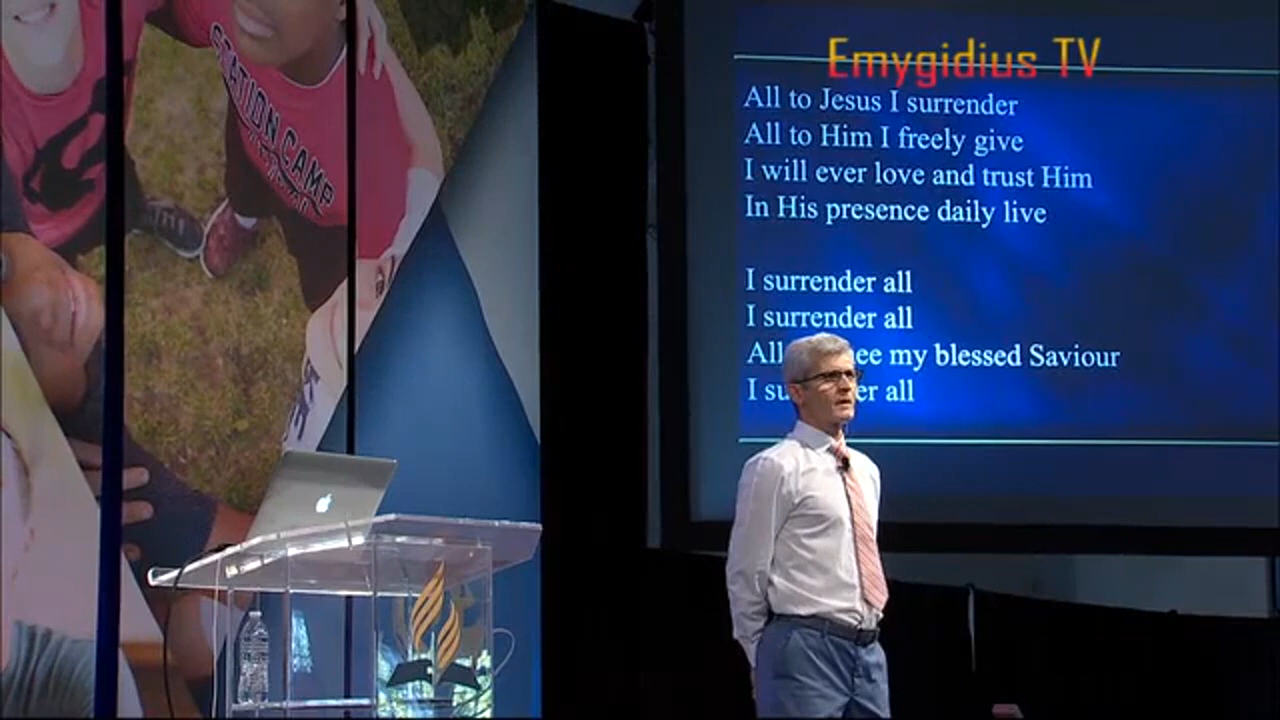 Emygidius TV
All to Jesus I surrender
All to Him I freely give
I will ever love and trust Him
In His presence daily live
I surrender all
I surrender all
All my blessed Saviour
I all
STATION CAMP